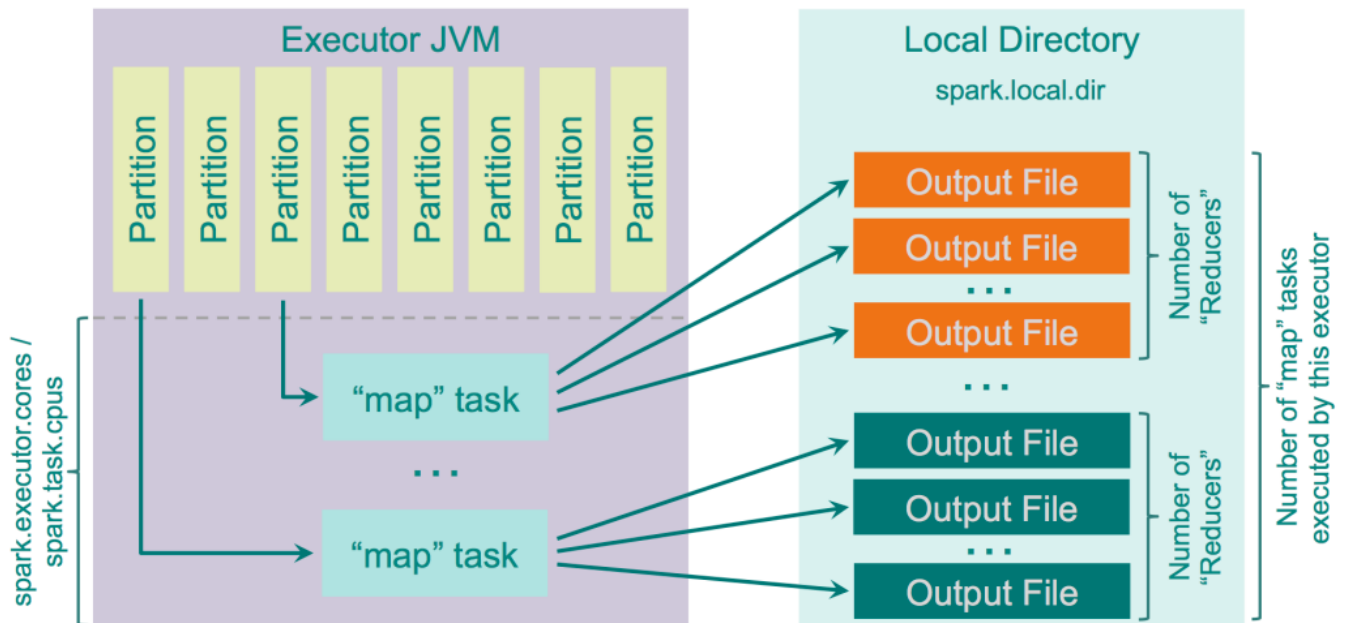 Executor JVM
Partition
Partition
Partition
Partition
Partition
Partition
Partition
Partition
spark.executor.cores /
spark.task.cpus
“map” task
...
“map” task
Local Directory
spark.local.dir
Output File
Output File
...
Output File
Number of
“Reducers”
...
Output File
Output File
...
Output File
Number of
“Reducers”
Number of “map” tasks
executed by this executor